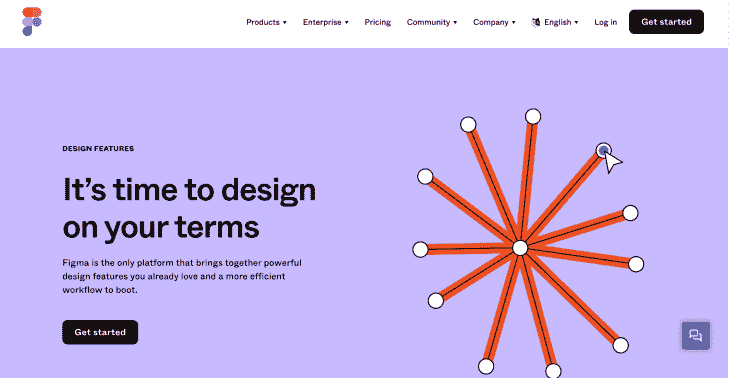 Products Enterprise Pricing Community Company English Log in Get started
DESIGN FEATURES
It's time to design
on your terms
Figma is the only platform that brings together powerful
design features you already love and a more efficient
workflow to boot.
Get started